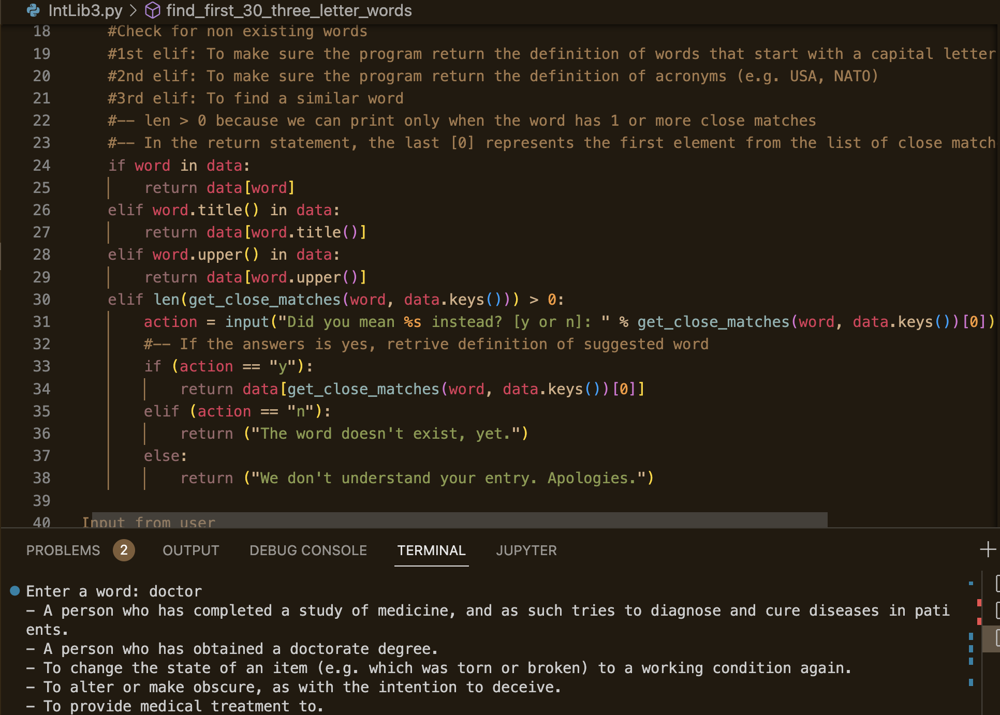 IntLib3.py > find_first_30_three_letter_words
18 #Check for non existing words
19 #1st elif: To make sure the program return the definition of words that start with a capital letter
20 #2nd elif: To make sure the program return the definition of acronyms (e.g. USA, NATO)
21 #3rd elif: To find a similar word
22 #-- len > 0 because we can print only when the word has 1 or more close matches
23 #-- In the return statement, the last [0] represents the first element from the list of close match
24 if word in data:
25 return data[word]
26 elif word.title() in data:
27 return data[word.title()]
28 elif word.upper() in data:
29 return data[word.upper()]
30 elif len(get_close_matches(word, data.keys())) > 0:
31 action = input("Did you mean %s instead? [y or n]: " % get_close_matches(word, data.keys())[0])
32 #-- If the answers is yes, retrive definition of suggested word
33 if (action == "y"):
34 return data[get_close_matches(word, data.keys())[0]]
35 elif (action == "n"):
36 return ("The word doesn't exist, yet.")
37 else:
38 return ("We don't understand your entry. Apologies.")
39
40 Input from user
PROBLEMS 2 OUTPUT DEBUG CONSOLE TERMINAL JUPYTER
Enter a word: doctor
- A person who has completed a study of medicine, and as such tries to diagnose and cure diseases in pati
ents.
- A person who has obtained a doctorate degree.
- To change the state of an item (e.g. which was torn or broken) to a working condition again.
- To alter or make obscure, as with the intention to deceive.
- To provide medical treatment to.